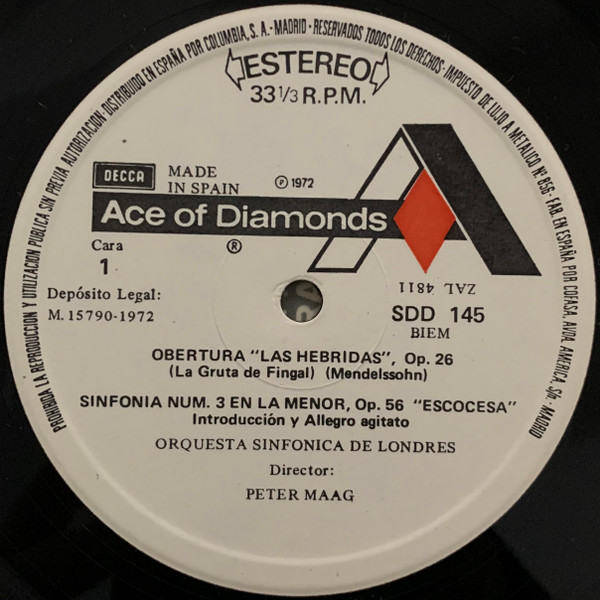 PROHIBIDA LA REPRODUCCION Y UTILIZACION PUBLICA SIN PREVIA AUTORIZACION-DISTRIBUIDO EN ESPAÑA POR COLUMBIA, S. A. - MADRID - RESERVADOS TODOS LOS DERECHOS- IMPUESTO DE LUJO A METALICO Nº 856- FAB. EN ESPAÑA POR COFASA, AVDA. AMERICA, S/n - MADRID
ESTEREO
33 1/3 R.P.M.
DECCA
MADE
IN SPAIN
Ⓟ 1972
Ace of Diamonds
®
Cara
1
ZAL 4811
Depósito Legal:
M. 15790-1972
SDD 145
BIEM
OBERTURA "LAS HEBRIDAS", Op. 26
(La Gruta de Fingal) (Mendelssohn)
SINFONIA NUM. 3 EN LA MENOR, Op. 56 "ESCOCESA"
Introducción y Allegro agitato
ORQUESTA SINFONICA DE LONDRES
Director:
PETER MAAG